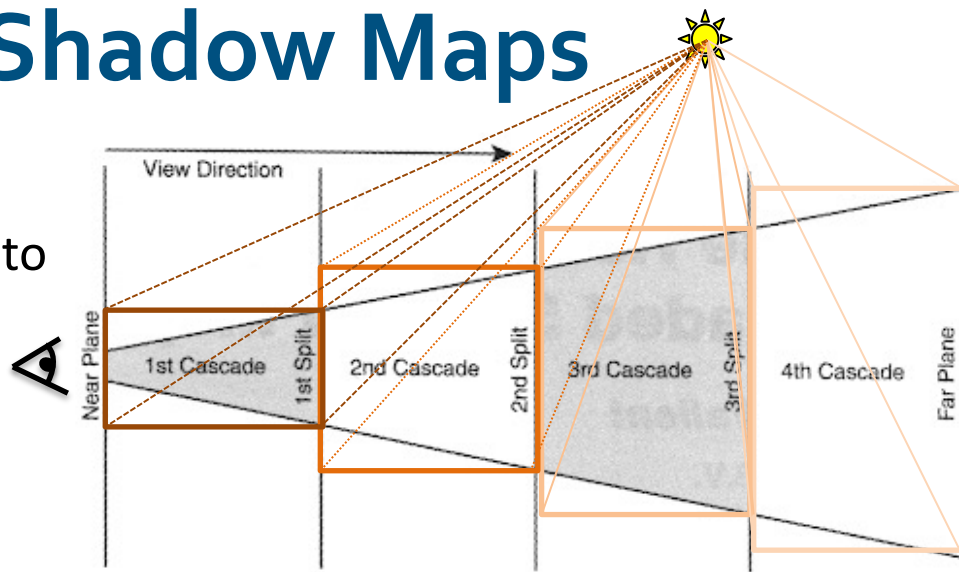 Shadow Maps
View Direction
to
Near Plane
1st Cascade
1st Split
2nd Cascade
2nd Split
3rd Cascade
3rd Split
4th Cascade
Far Plane